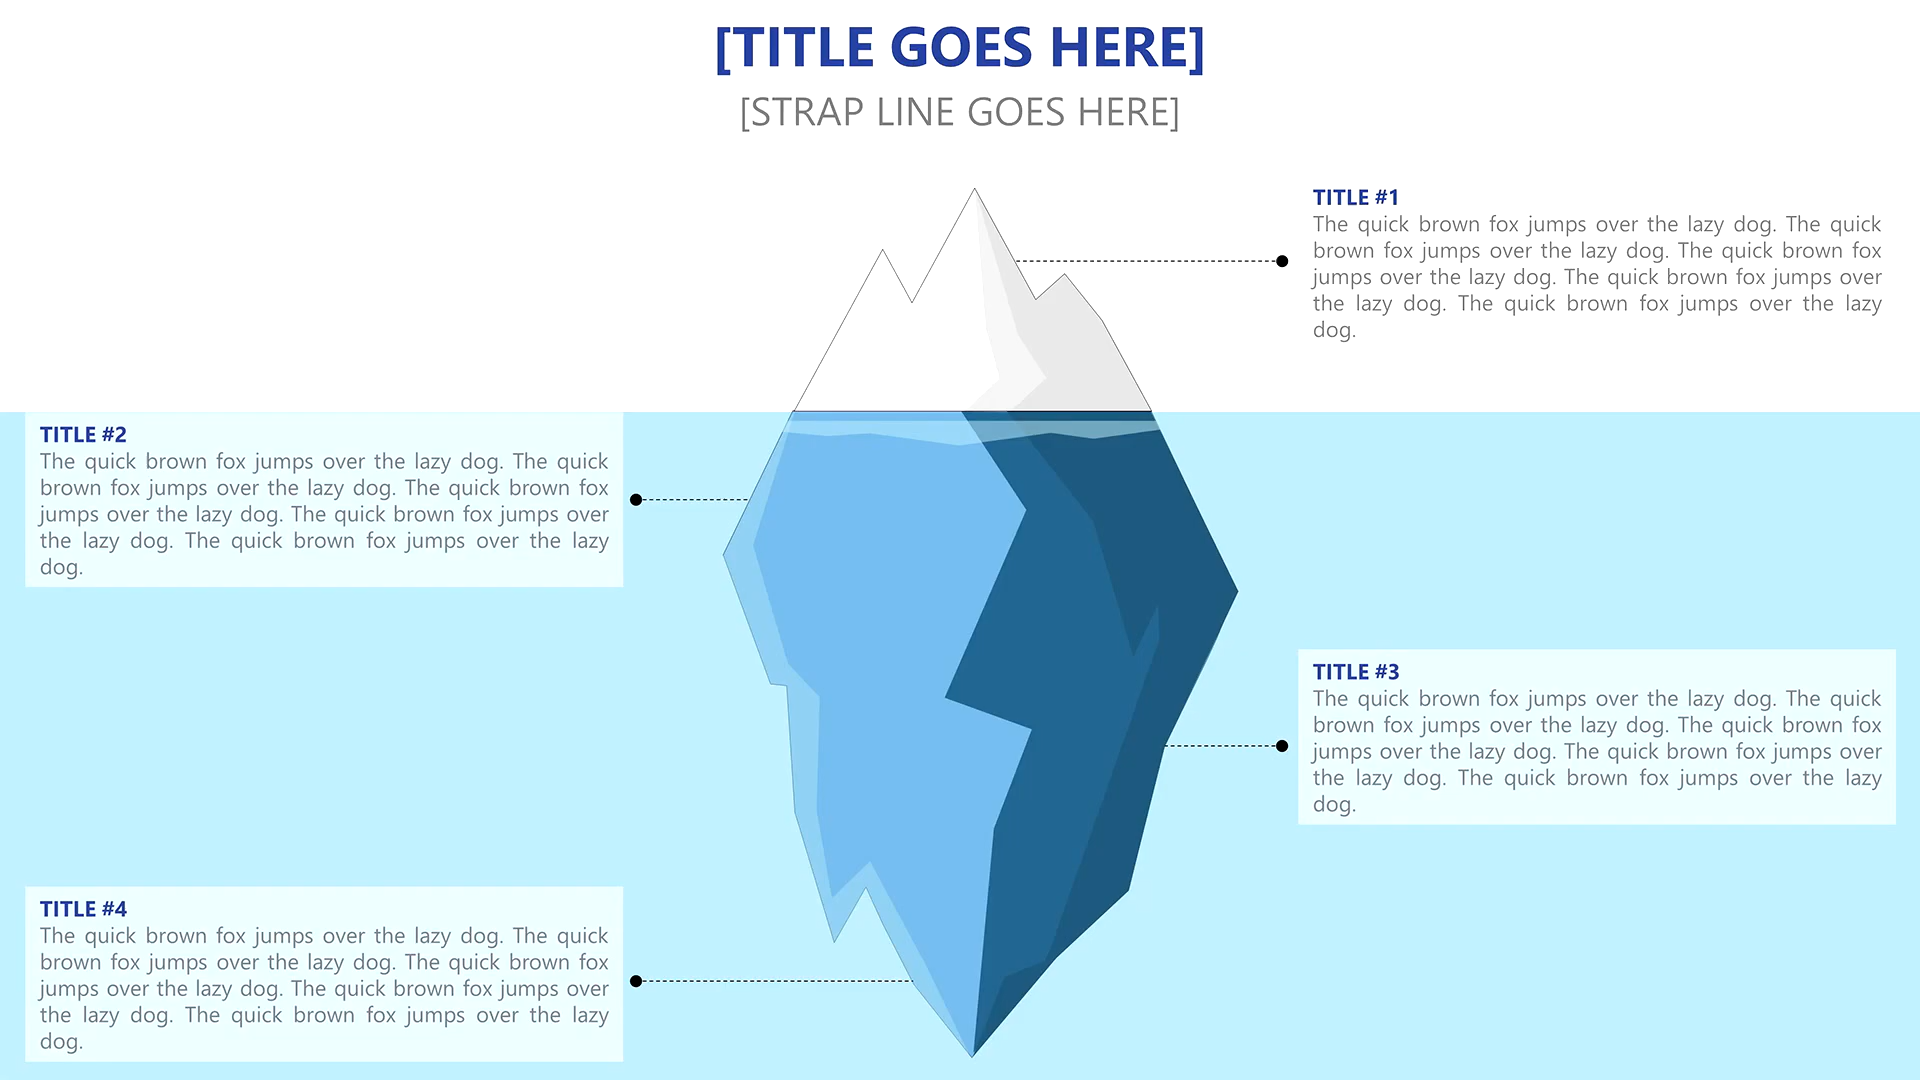 [TITLE GOES HERE]
[STRAP LINE GOES HERE]
TITLE #1
The quick brown fox jumps over the lazy dog. The quick
brown fox jumps over the lazy dog. The quick brown fox
jumps over the lazy dog. The quick brown fox jumps over
the lazy dog. The quick brown fox jumps over the lazy
dog.
TITLE #2
The quick brown fox jumps over the lazy dog. The quick
brown fox jumps over the lazy dog. The quick brown fox
jumps over the lazy dog. The quick brown fox jumps over
the lazy dog. The quick brown fox jumps over the lazy
dog.
TITLE #3
The quick brown fox jumps over the lazy dog. The quick
brown fox jumps over the lazy dog. The quick brown fox
jumps over the lazy dog. The quick brown fox jumps over
the lazy dog. The quick brown fox jumps over the lazy
dog.
TITLE #4
The quick brown fox jumps over the lazy dog. The quick
brown fox jumps over the lazy dog. The quick brown fox
jumps over the lazy dog. The quick brown fox jumps over
the lazy dog. The quick brown fox jumps over the lazy
dog.